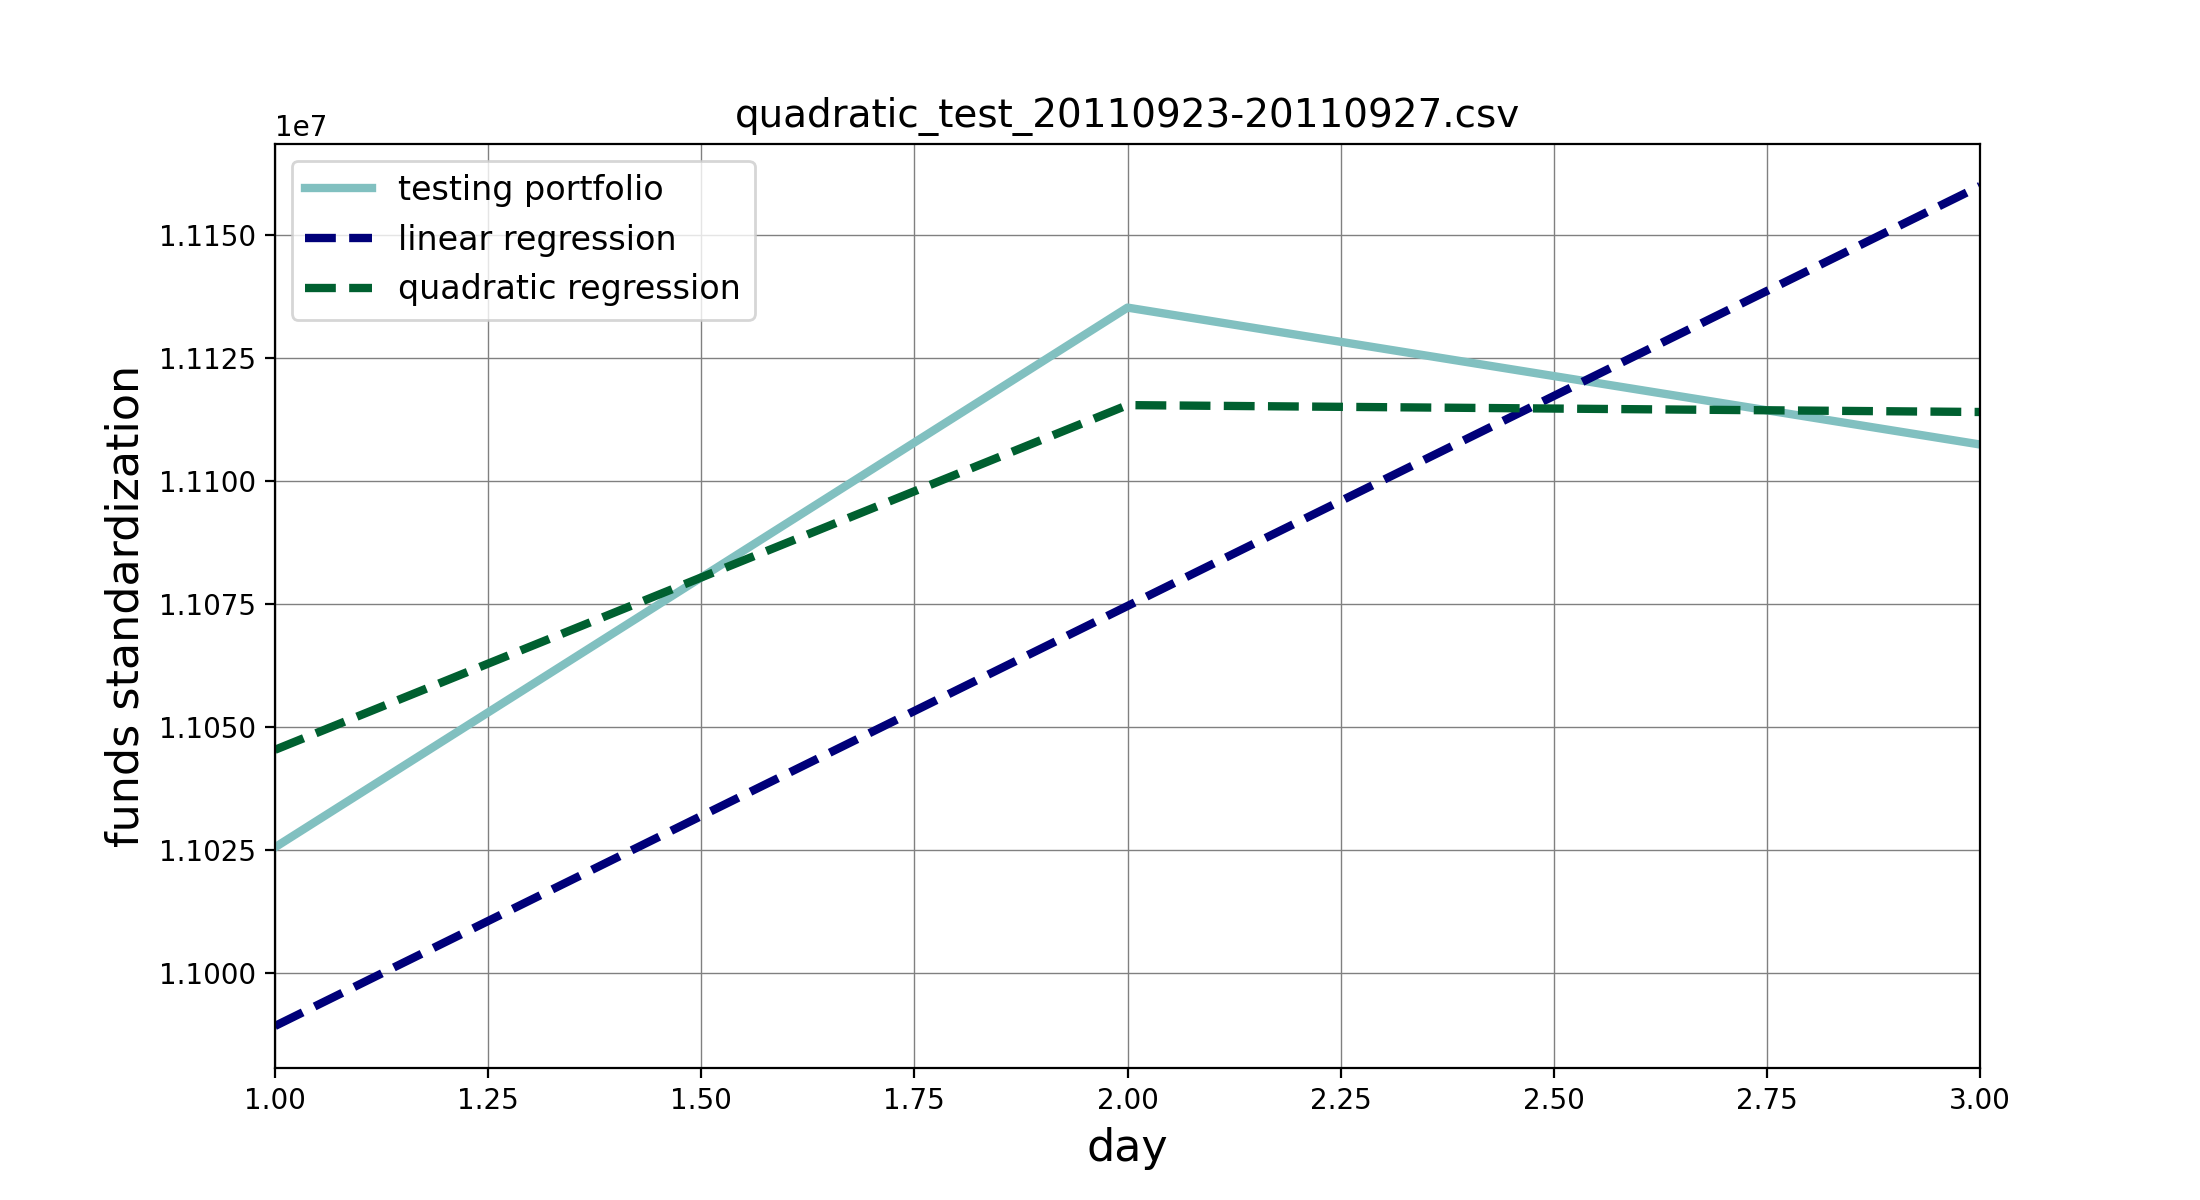 quadratic_test_20110923-20110927.csv
1e7
testing portfolio
linear regression
quadratic regression
funds standardization
1.1150
1.1125
1.1100
1.1075
1.1050
1.1025
1.1000
1.00 1.25 1.50 1.75 2.00 2.25 2.50 2.75 3.00
day